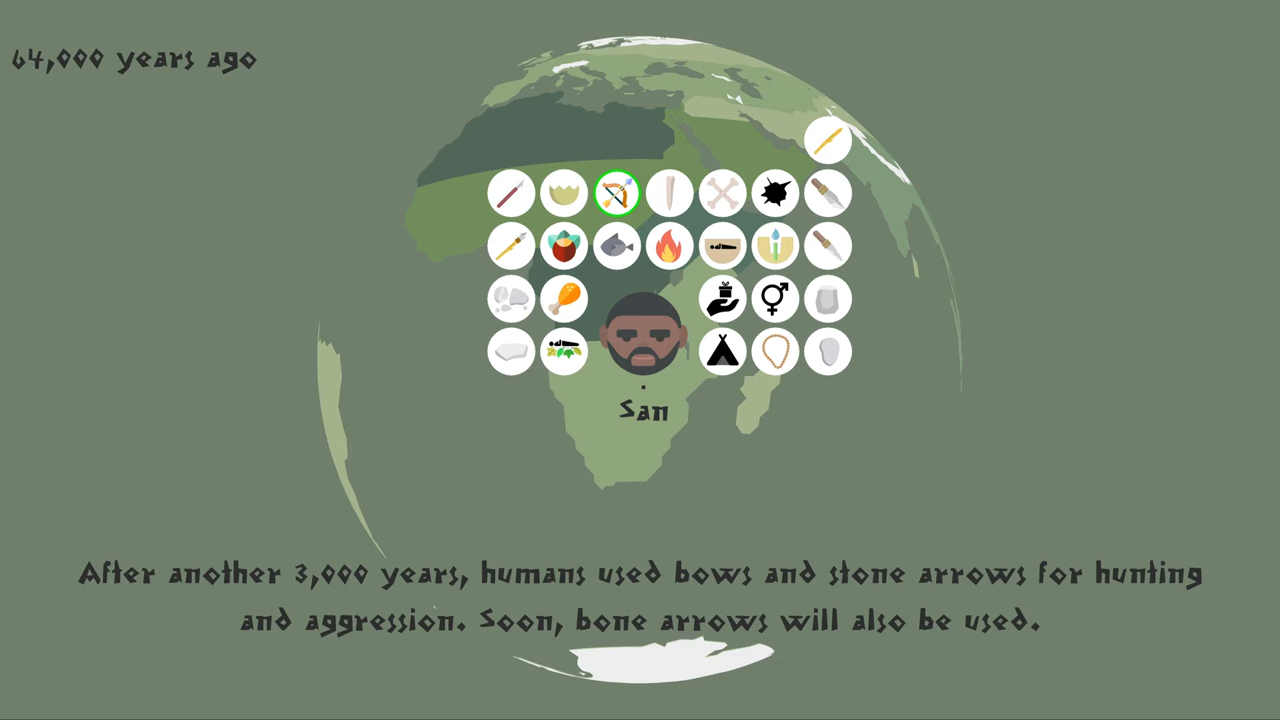 64,000 years ago
San
After another 3,000 years, humans used bows and stone arrows for hunting
and aggression. Soon, bone arrows will also be used.